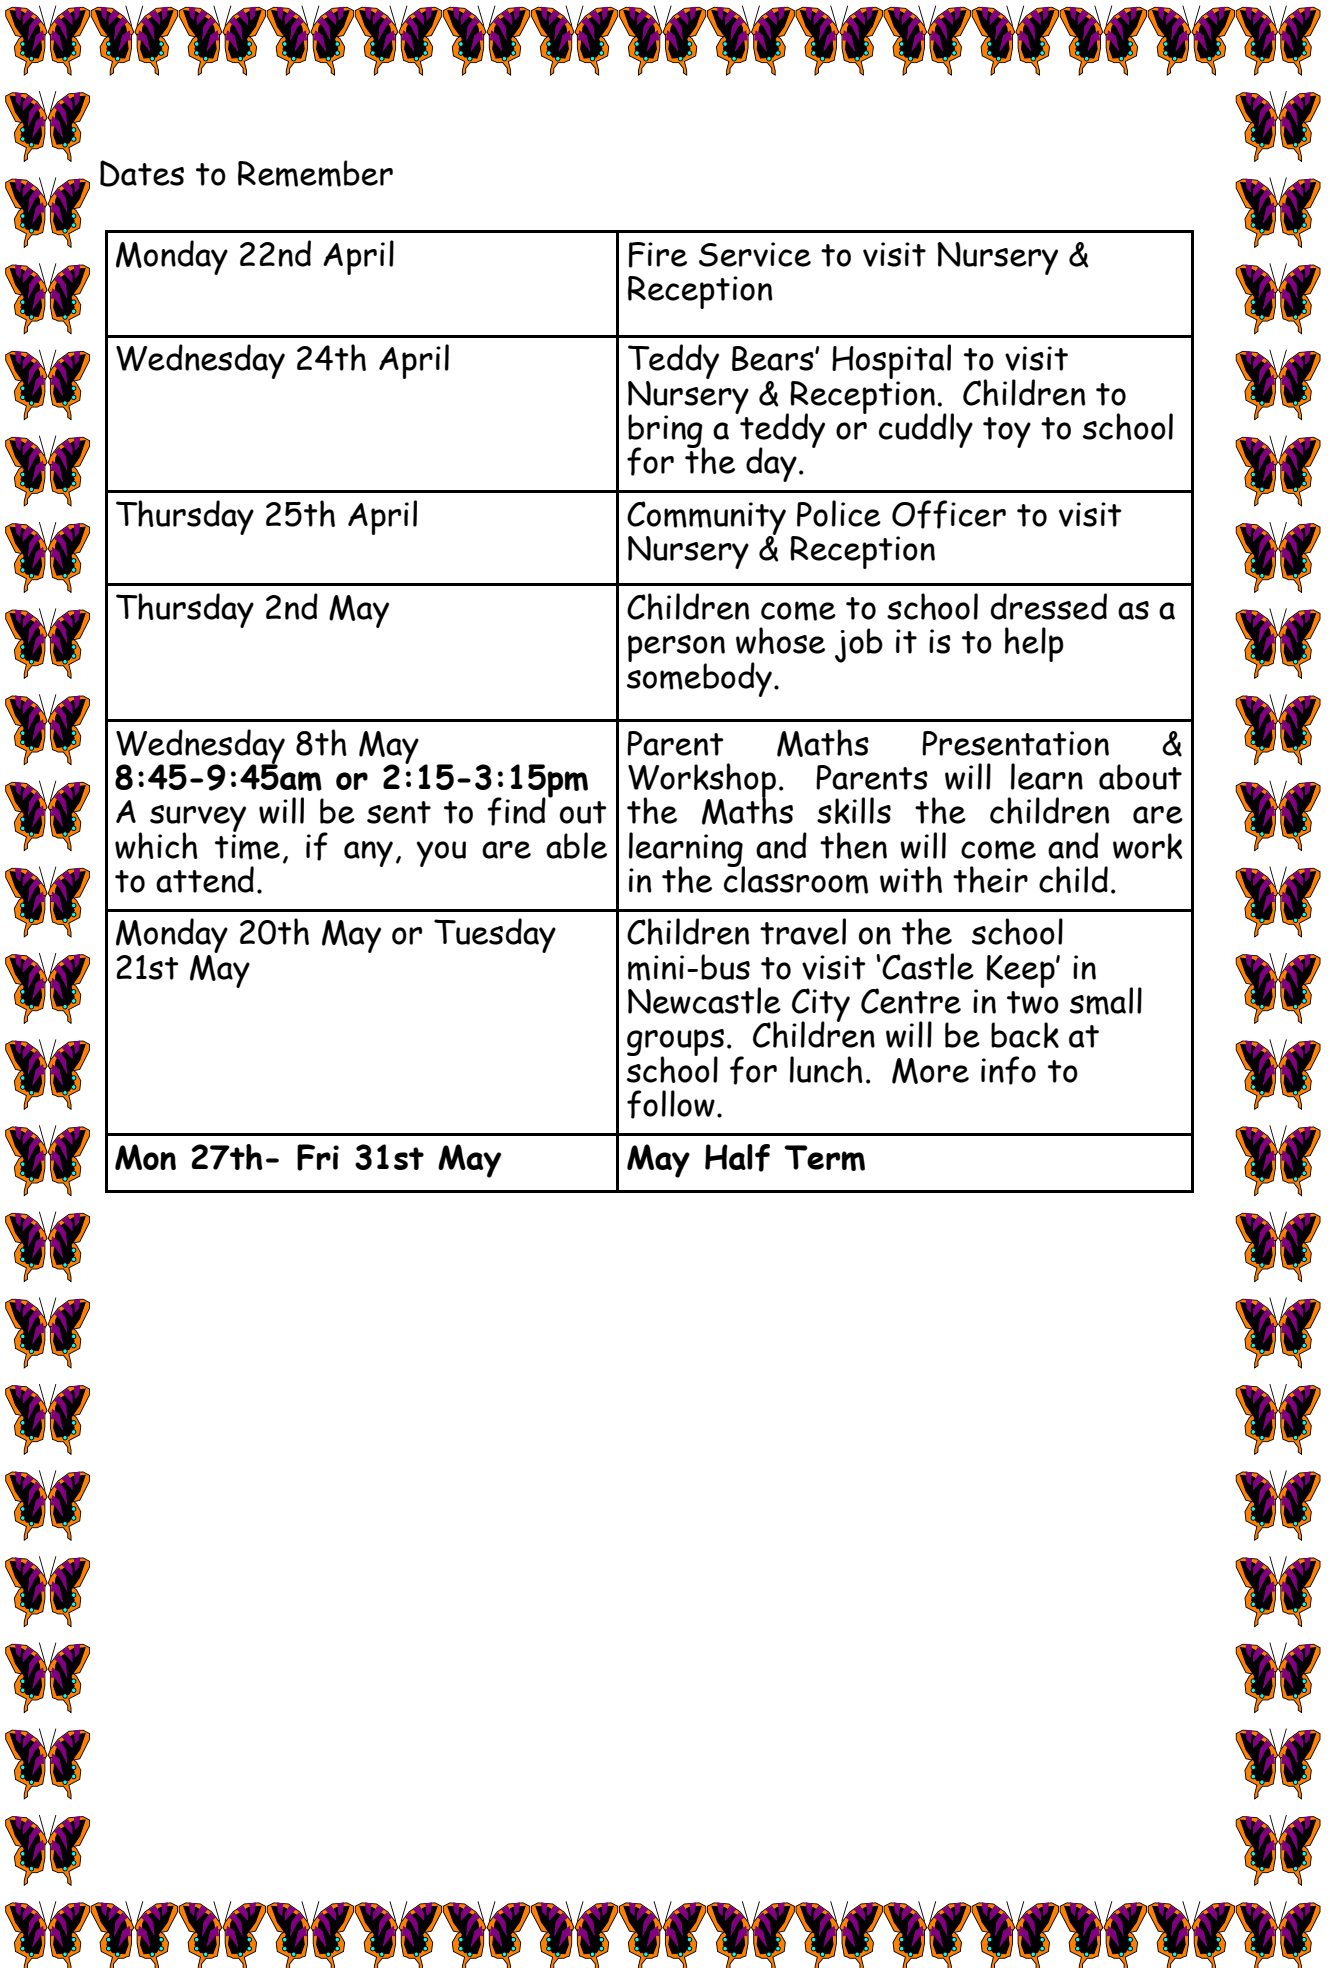 Dates to Remember
Monday 22nd April
Fire Service to visit Nursery &
Reception
Wednesday 24th April
Teddy Bears’ Hospital to visit
Nursery & Reception.  Children to
bring a teddy or cuddly toy to school
for the day.
Thursday 25th April
Community Police Officer to visit
Nursery & Reception
Thursday 2nd May
Children come to school dressed as a
person whose job it is to help
somebody.
Wednesday 8th May
8:45-9:45am or 2:15-3:15pm
A survey will be sent to find out
which time, if any, you are able
to attend.
Parent Maths Presentation &
Workshop.  Parents will learn about
the Maths skills the children are
learning and then will come and work
in the classroom with their child.
Monday 20th May or Tuesday
21st May
Children travel on the  school
mini-bus to visit ‘Castle Keep’ in
Newcastle City Centre in two small
groups.  Children will be back at
school for lunch.  More info to
follow.
Mon 27th- Fri 31st May
May Half Term